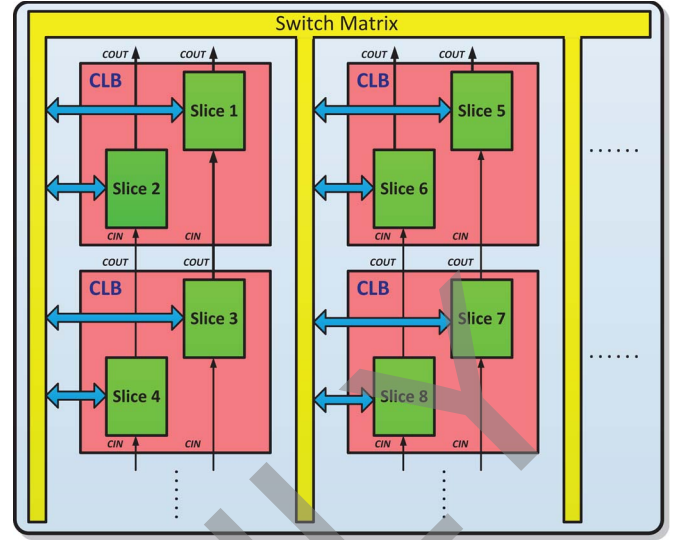 Switch Matrix
COUT COUT COUT COUT
CLB CLB
Slice 1 Slice 5
Slice 2 Slice 6
CIN CIN CIN CIN
COUT COUT COUT COUT
CLB CLB
Slice 3 Slice 7
Slice 4 Slice 8
CIN CIN CIN CIN